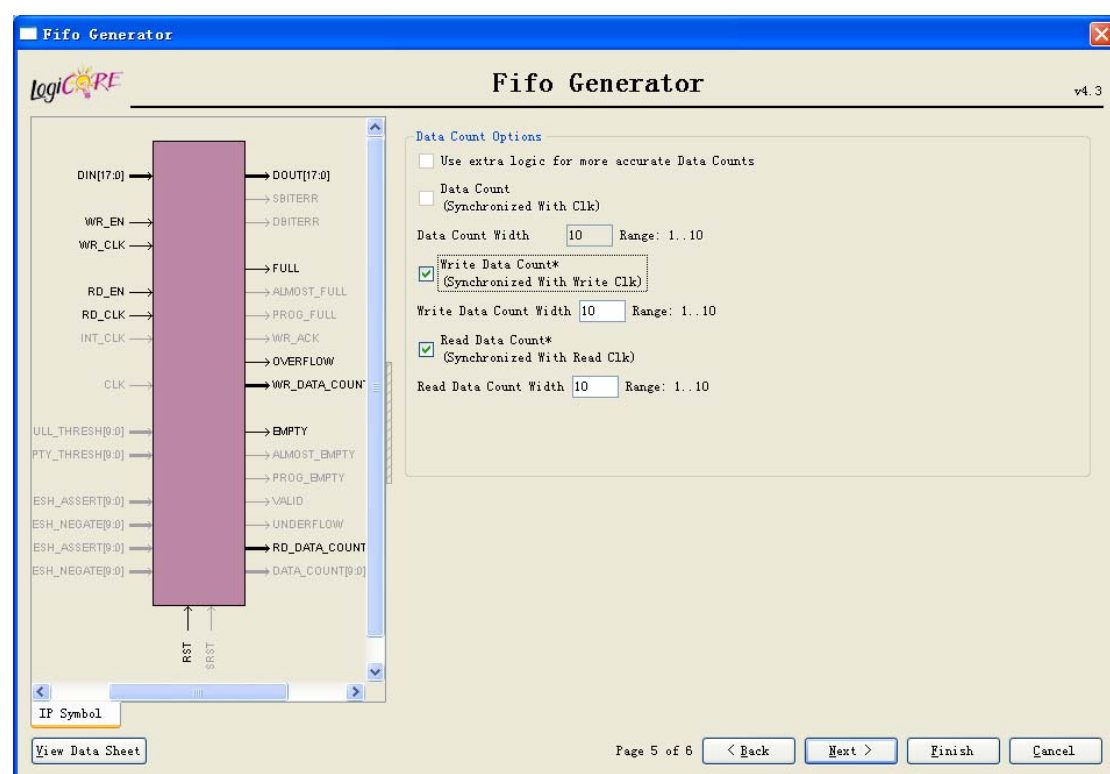 Fifo Generator
LogiCORE
Fifo Generator
v4.3
DIN[17:0]
WR_EN
WR_CLK
RD_EN
RD_CLK
INT_CLK
CLK
ULL_THRESH[9:0]
PTY_THRESH[9:0]
ESH_ASSERT[9:0]
ESH_NEGATE[9:0]
ESH_ASSERT[9:0]
ESH_NEGATE[9:0]
DOUT[17:0]
SBITERR
DBITERR
FULL
ALMOST_FULL
PROG_FULL
WR_ACK
OVERFLOW
WR_DATA_COUN
EMPTY
ALMOST_EMPTY
PROG_EMPTY
VALID
UNDERFLOW
RD_DATA_COUNT
DATA_COUNT[9:0]
RST
SRST
IP Symbol
Data Count Options
Use extra logic for more accurate Data Counts
Data Count
(Synchronized With Clk)
Data Count Width 10 Range: 1..10
Write Data Count*
(Synchronized With Write Clk)
Write Data Count Width 10 Range: 1..10
Read Data Count*
(Synchronized With Read Clk)
Read Data Count Width 10 Range: 1..10
View Data Sheet
Page 5 of 6 < Back Next > Finish Cancel